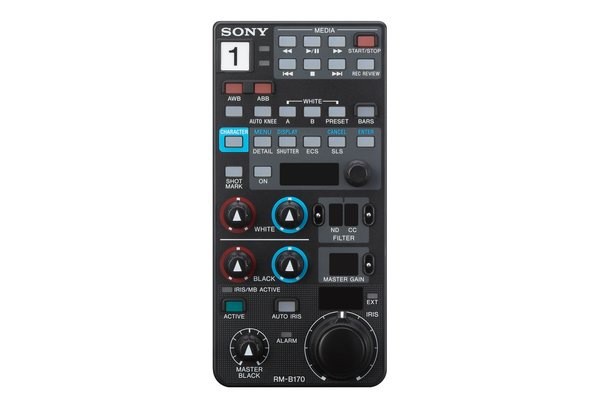 SONY
MEDIA
1
START/STOP
REC REVIEW
AWB
ABB
WHITE
AUTO KNEE
A
B
PRESET
BARS
CHARACTER
MENU
DISPLAY
CANCEL
ENTER
DETAIL
SHUTTER
ECS
SLS
SHOT
MARK
ON
WHITE
ND
CC
FILTER
BLACK
MASTER GAIN
IRIS/MB ACTIVE
EXT
ACTIVE
AUTO IRIS
IRIS
ALARM
MASTER
BLACK
RM-B170